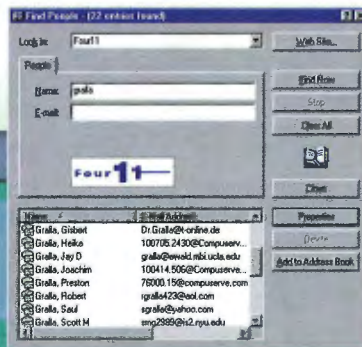 Find People - (22 entries found)
Look in: Four11
Web Site...
People
Name: gralla
E-mail:
Find Now
Stop
Clear All
Four11
Close
Name E-Mail Address
Properties
Delete
Add to Address Book
Gralla, Gisbert Dr.Gralla@t-online.de
Gralla, Heike 100705.2430@Compuserve...
Gralla, Jay D gralla@ewald.mbi.ucla.edu
Gralla, Joachim 100414.506@Compuserve...
Gralla, Preston 76000.15@compuserve.com
Gralla, Robert rgralla423@aol.com
Gralla, Saul sgralla@yahoo.com
Gralla, Scott M smg2989@is2.nyu.edu